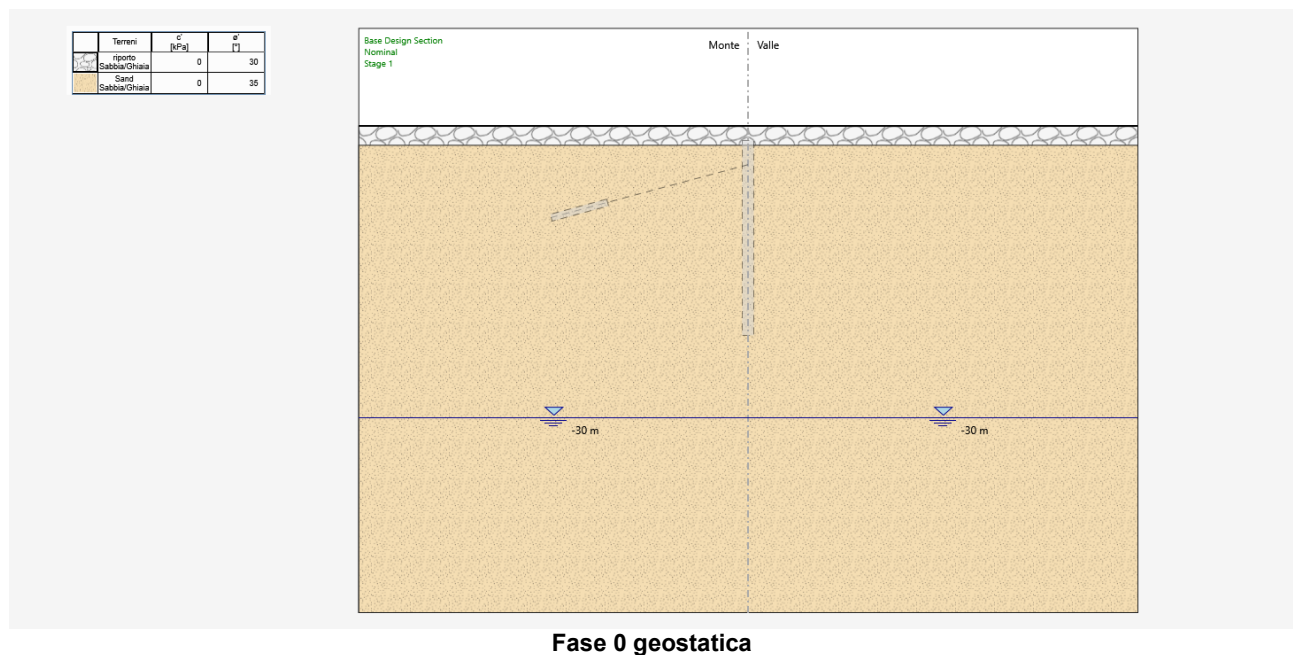 Terreni c' [kPa] ø' [°]
riporto
Sabbia/Ghiaia 0 30
Sand
Sabbia/Ghiaia 0 35
Base Design Section
Nominal
Stage 1
Monte Valle
-30 m -30 m
Fase 0 geostatica